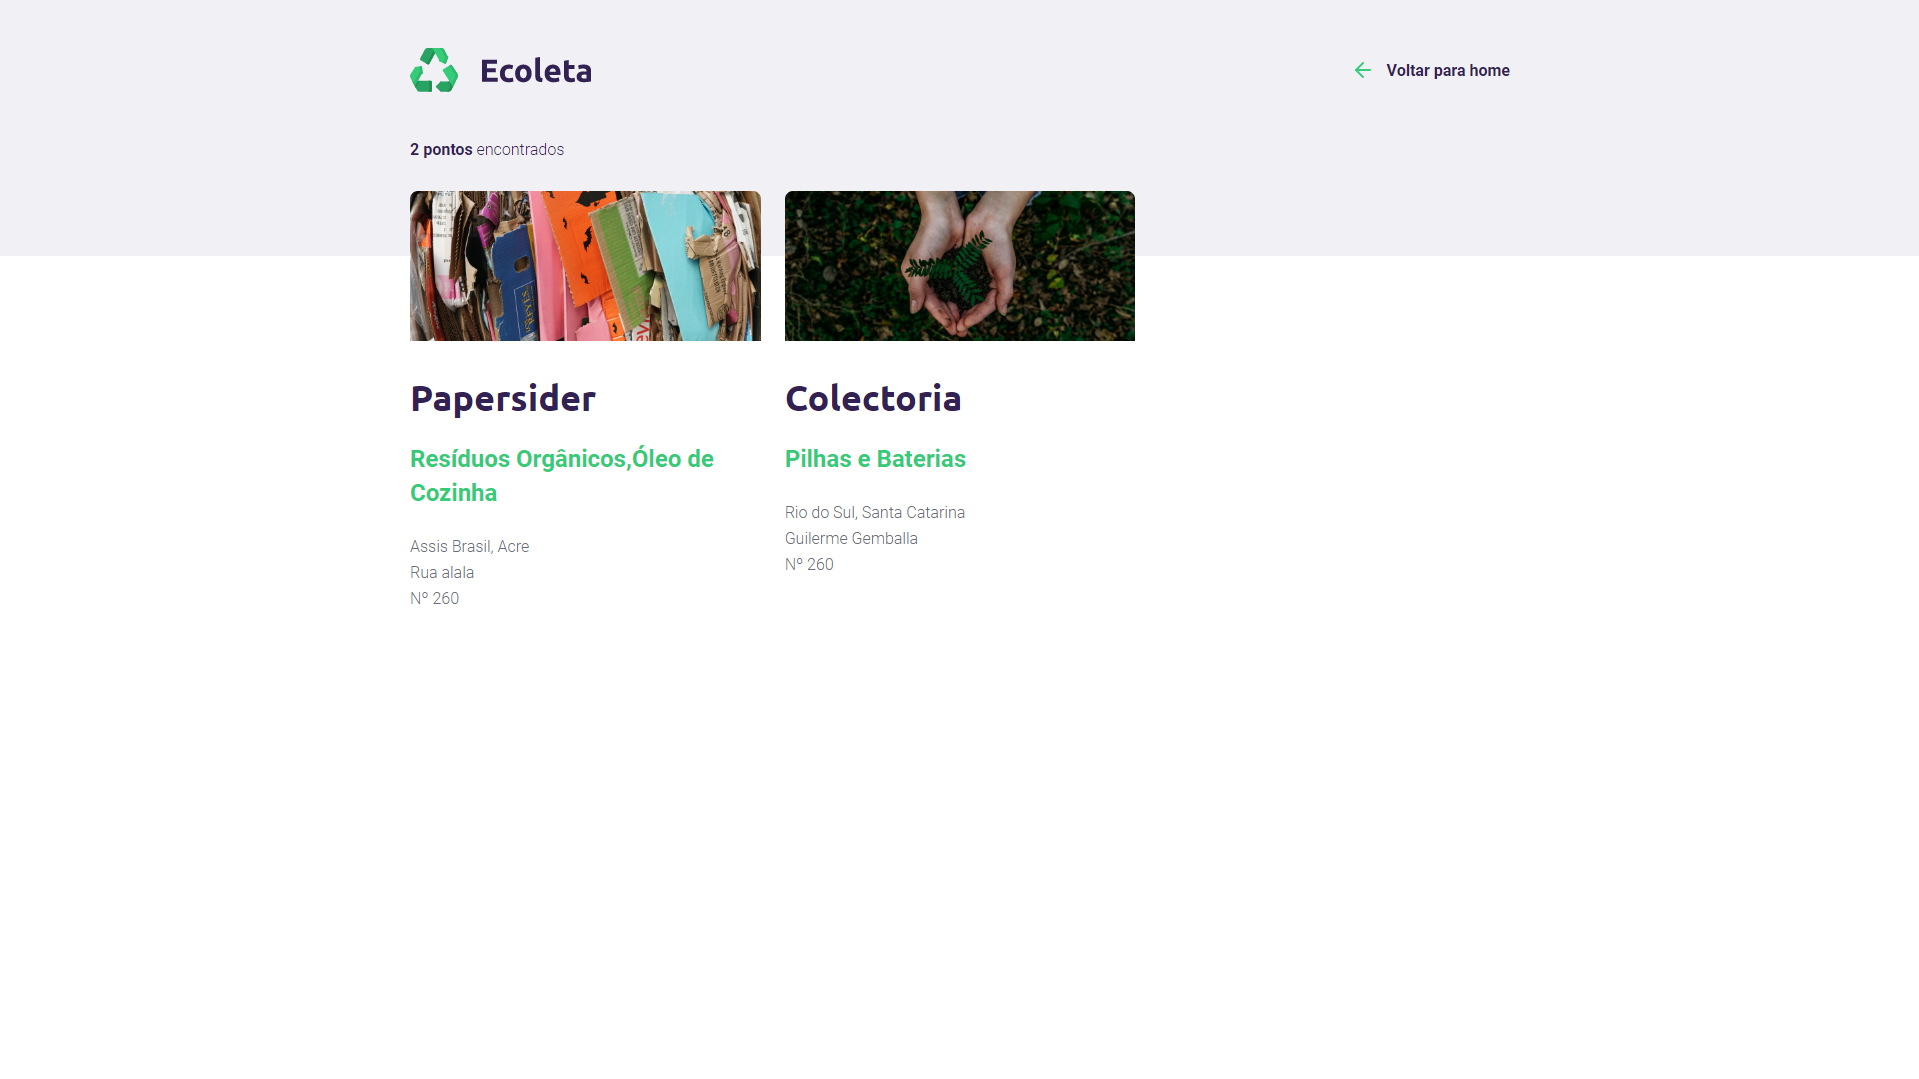 Ecoleta
Voltar para home
2 pontos encontrados
Papersider
Resíduos Orgânicos,Óleo de
Cozinha
Assis Brasil, Acre
Rua alala
Nº 260
Colectoria
Pilhas e Baterias
Rio do Sul, Santa Catarina
Guilerme Gemballa
Nº 260